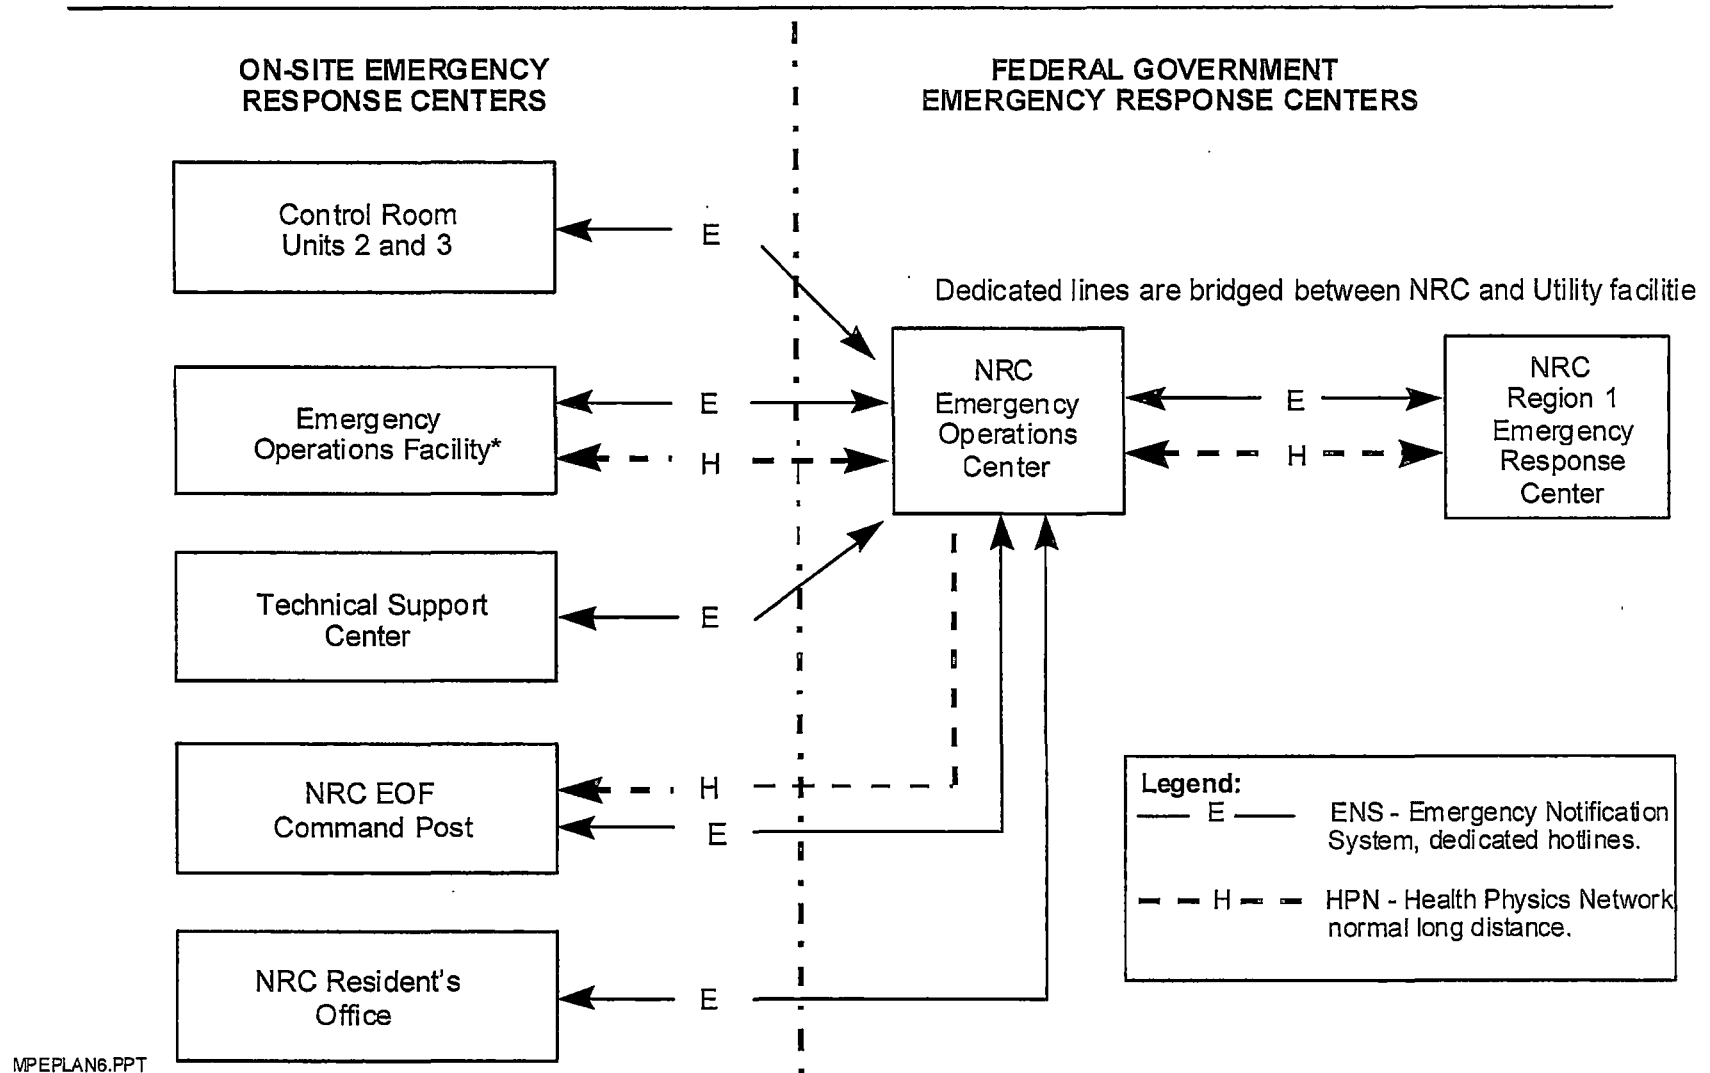 ON-SITE EMERGENCY
RESPONSE CENTERS
FEDERAL GOVERNMENT
EMERGENCY RESPONSE CENTERS
Control Room
Units 2 and 3
E
Dedicated lines are bridged between NRC and Utility facilitie
Emergency
Operations Facility*
E
H
NRC
Emergency
Operations
Center
E
H
NRC
Region 1
Emergency
Response
Center
Technical Support
Center
E
NRC EOF
Command Post
H
E
NRC Resident's
Office
E
Legend:
E ENS - Emergency Notification
System, dedicated hotlines.
H HPN - Health Physics Network
normal long distance.
MPEPLAN6.PPT